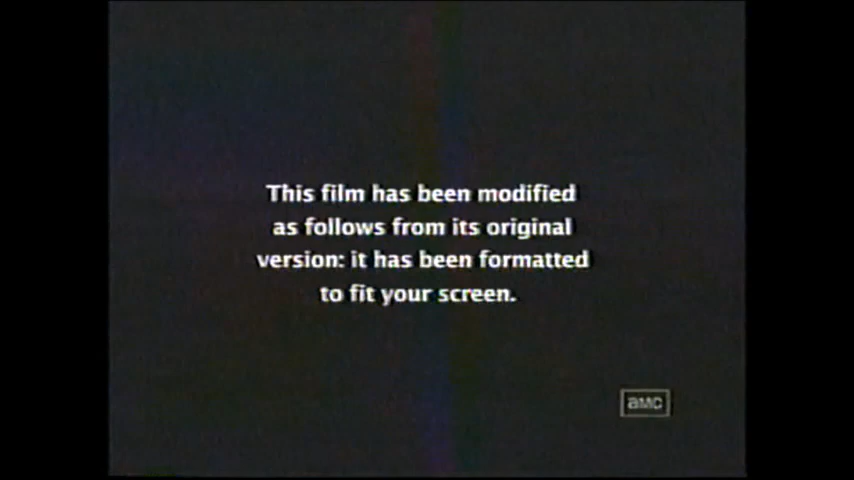 This film has been modified
as follows from its original
version: it has been formatted
to fit your screen.
amc